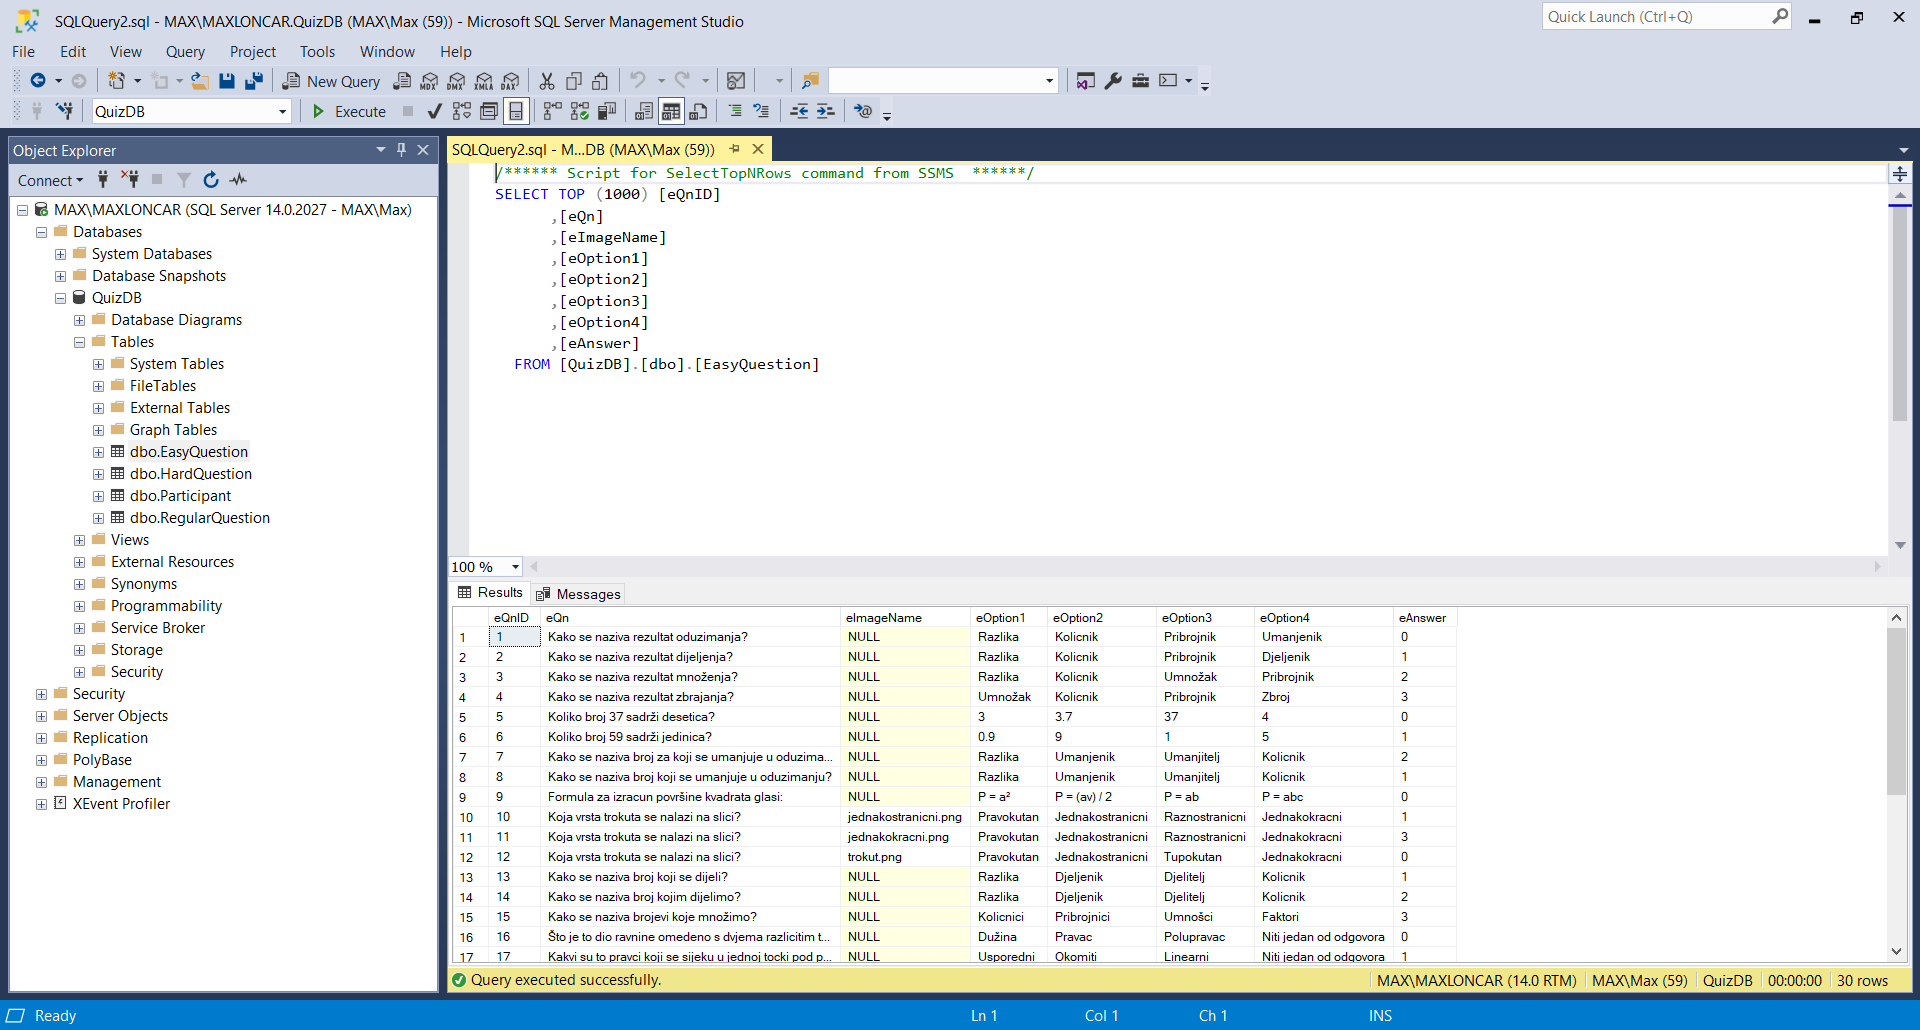 SQLQuery2.sql - MAX\MAXLONCAR.QuizDB (MAX\Max (59)) - Microsoft SQL Server Management Studio
Quick Launch (Ctrl+Q)
File Edit View Query Project Tools Window Help
New Query MDX DMX XMLA DAX
QuizDB Execute
Object Explorer
Connect
MAX\MAXLONCAR (SQL Server 14.0.2027 - MAX\Max)
Databases
System Databases
Database Snapshots
QuizDB
Database Diagrams
Tables
System Tables
FileTables
External Tables
Graph Tables
dbo.EasyQuestion
dbo.HardQuestion
dbo.Participant
dbo.RegularQuestion
Views
External Resources
Synonyms
Programmability
Service Broker
Storage
Security
Security
Server Objects
Replication
PolyBase
Management
XEvent Profiler
SQLQuery2.sql - M...DB (MAX\Max (59))
/****** Script for SelectTopNRows command from SSMS  ******/
SELECT TOP (1000) [eQnID]
,[eQn]
,[eImageName]
,[eOption1]
,[eOption2]
,[eOption3]
,[eOption4]
,[eAnswer]
FROM [QuizDB].[dbo].[EasyQuestion]
100 %
Results Messages
eQnID eQn eImageName eOption1 eOption2 eOption3 eOption4 eAnswer
1 1 Kako se naziva rezultat oduzimanja? NULL Razlika Kolicnik Pribrojnik Umanjenik 0
2 2 Kako se naziva rezultat dijeljenja? NULL Razlika Kolicnik Pribrojnik Djeljenik 1
3 3 Kako se naziva rezultat množenja? NULL Razlika Kolicnik Umnožak Pribrojnik 2
4 4 Kako se naziva rezultat zbrajanja? NULL Umnožak Kolicnik Pribrojnik Zbroj 3
5 5 Koliko broj 37 sadrži desetica? NULL 3 3.7 37 4 0
6 6 Koliko broj 59 sadrži jedinica? NULL 0.9 9 1 5 1
7 7 Kako se naziva broj za koji se umanjuje u oduzima... NULL Razlika Umanjenik Umanjitelj Kolicnik 2
8 8 Kako se naziva broj koji se umanjuje u oduzimanju? NULL Razlika Umanjenik Umanjitelj Kolicnik 1
9 9 Formula za izracun površine kvadrata glasi: NULL P = a² P = (av) / 2 P = ab P = abc 0
10 10 Koja vrsta trokuta se nalazi na slici? jednakostranicni.png Pravokutan Jednakostranicni Raznostranicni Jednakokracni 1
11 11 Koja vrsta trokuta se nalazi na slici? jednakokracni.png Pravokutan Jednakostranicni Raznostranicni Jednakokracni 3
12 12 Koja vrsta trokuta se nalazi na slici? trokut.png Pravokutan Jednakostranicni Tupokutan Jednakokracni 0
13 13 Kako se naziva broj koji se dijeli? NULL Razlika Djeljenik Djelitelj Kolicnik 1
14 14 Kako se naziva broj kojim dijelimo? NULL Razlika Djeljenik Djelitelj Kolicnik 2
15 15 Kako se naziva brojevi koje množimo? NULL Kolicnici Pribrojnici Umnošci Faktori 3
16 16 Što je to dio ravnine omedeno s dvjema razlicitim t... NULL Dužina Pravac Polupravac Niti jedan od odgovora 0
17 17 Kakvi su to pravci koji se sijeku u jednoj tocki pod p... NULL Usporedni Okomiti Linearni Niti jedan od odgovora 1
Query executed successfully. MAX\MAXLONCAR (14.0 RTM) MAX\Max (59) QuizDB 00:00:00 30 rows
Ready Ln 1 Col 1 Ch 1 INS